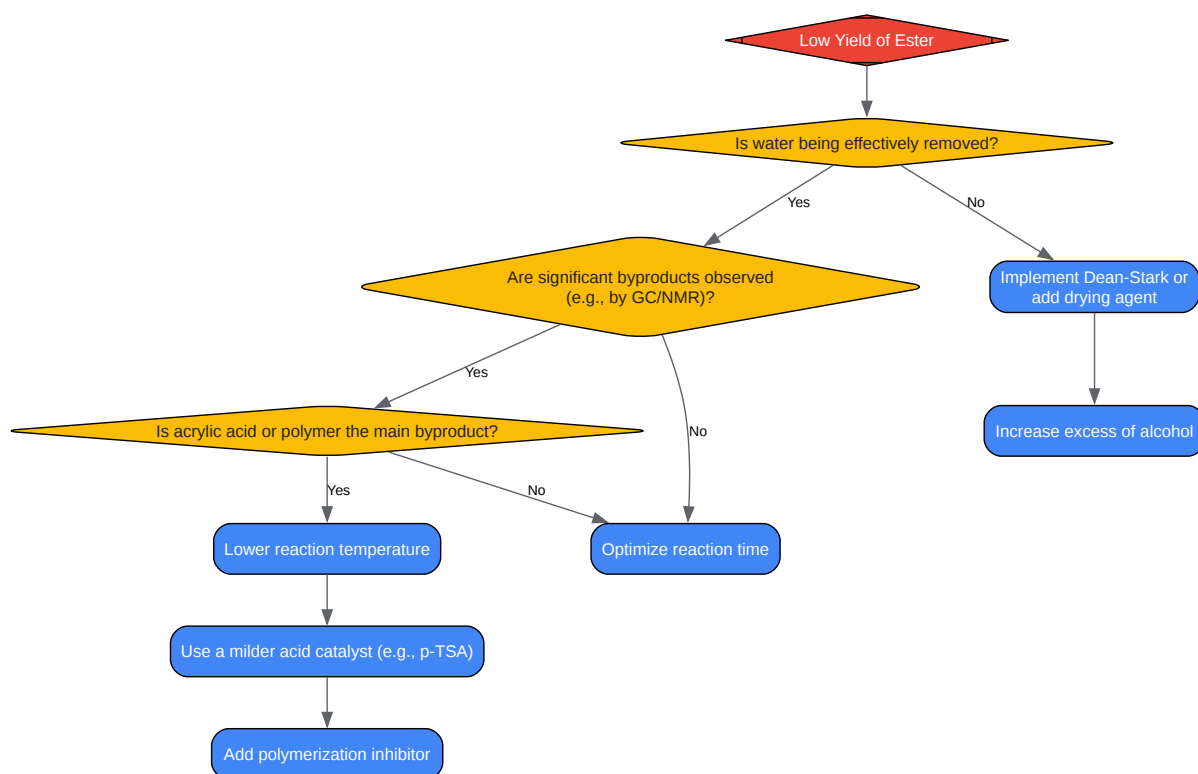 Low Yield of Ester
Is water being effectively removed?
Yes
No
Are significant byproducts observed
(e.g., by GC/NMR)?
Implement Dean-Stark or
add drying agent
Yes
No
Is acrylic acid or polymer the main byproduct?
Increase excess of alcohol
Yes
No
Lower reaction temperature
Optimize reaction time
Use a milder acid catalyst (e.g., p-TSA)
Add polymerization inhibitor